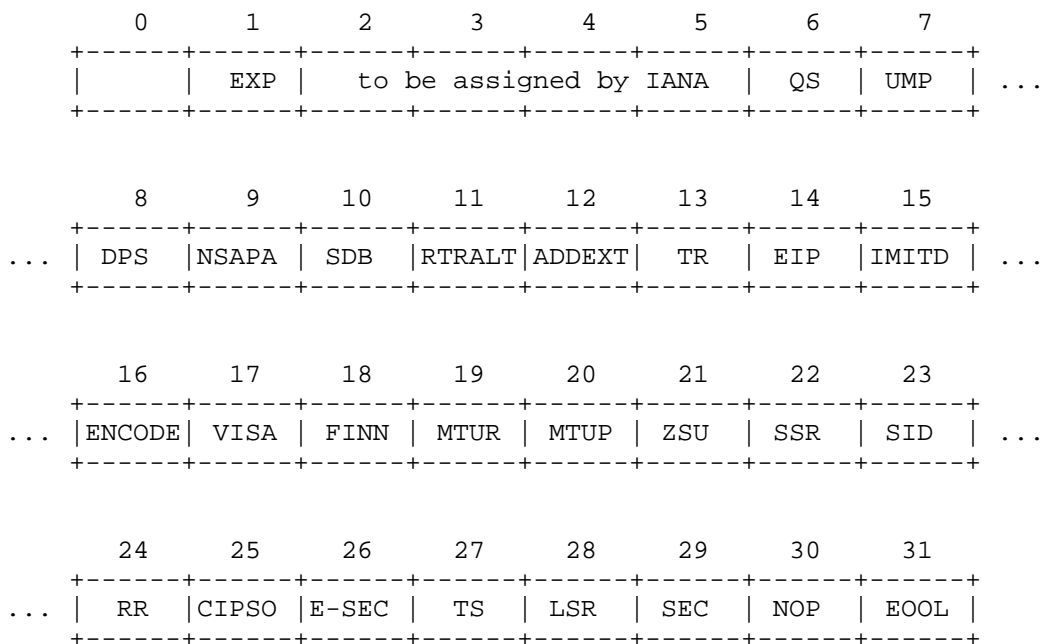 0 1 2 3 4 5 6 7
+------+------+------+------+------+------+------+------+
|      | EXP  |   to be assigned by IANA  |  QS  | UMP  | ...
+------+------+------+------+------+------+------+------+
8 9 10 11 12 13 14 15
+------+------+------+------+------+------+------+------+
... | DPS  |NSAPA | SDB  |RTRALT|ADDEXT|  TR  | EIP  |IMITD | ...
+------+------+------+------+------+------+------+------+
16 17 18 19 20 21 22 23
+------+------+------+------+------+------+------+------+
... |ENCODE| VISA | FINN | MTUR | MTUP | ZSU  | SSR  | SID  | ...
+------+------+------+------+------+------+------+------+
24 25 26 27 28 29 30 31
+------+------+------+------+------+------+------+------+
... |  RR  |CIPSO |E-SEC |  TS  | LSR  | SEC  | NOP  | EOOL |
+------+------+------+------+------+------+------+------+